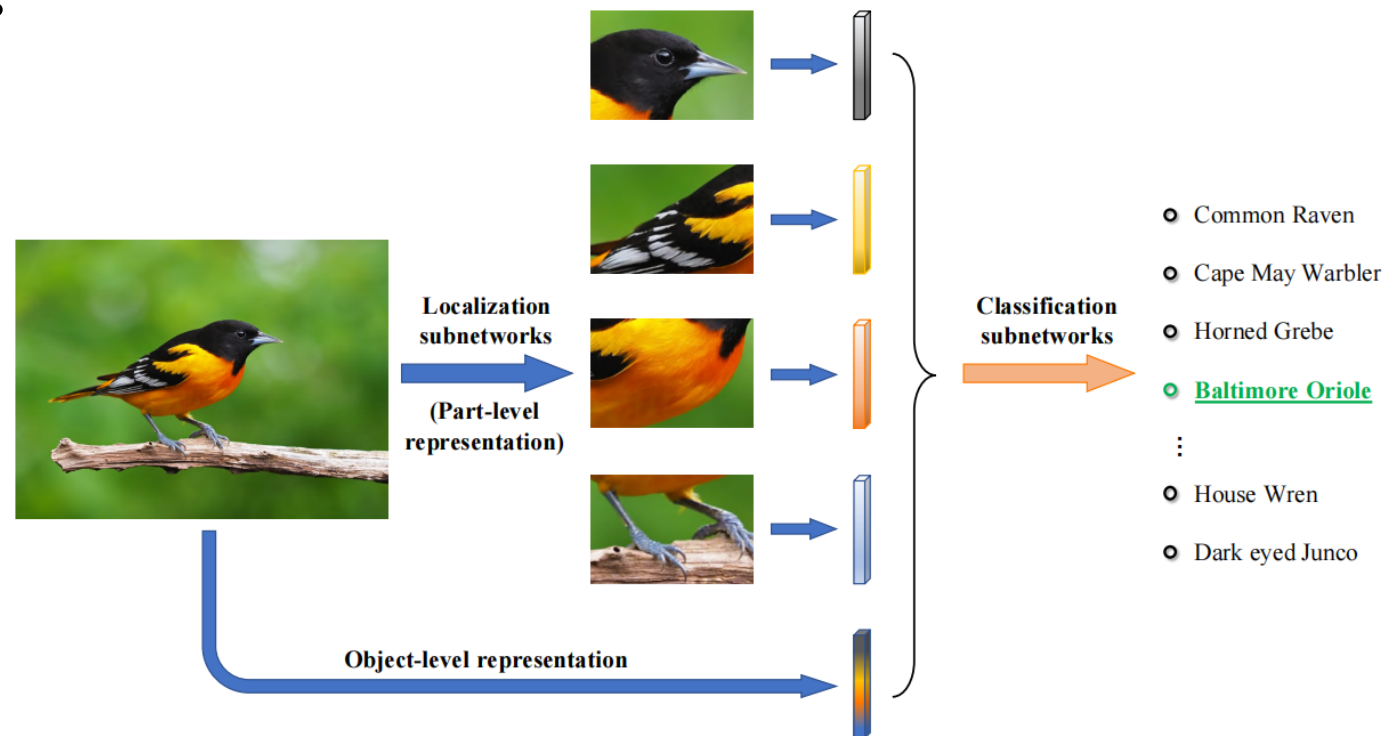 Localization
subnetworks
(Part-level
representation)
Object-level representation
Classification
subnetworks
Common Raven
Cape May Warbler
Horned Grebe
Baltimore Oriole
⋮
House Wren
Dark eyed Junco